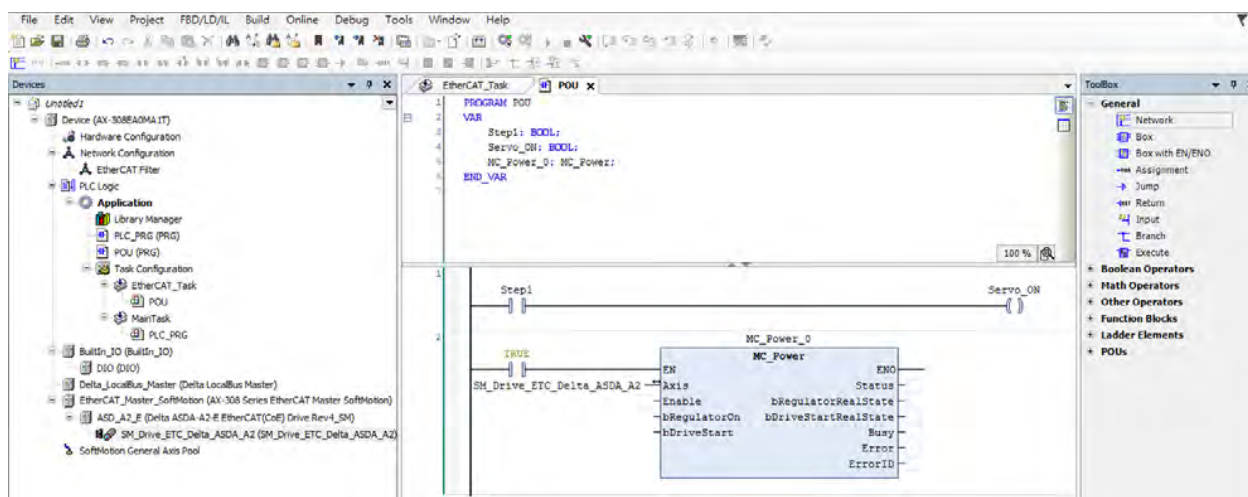 File Edit View Project FBD/LD/IL Build Online Debug Tools Window Help
Devices
Untitled1
Device (AX-308EA0MA1T)
Hardware Configuration
Network Configuration
EtherCAT Filter
PLC Logic
Application
Library Manager
PLC_PRG (PRG)
POU (PRG)
Task Configuration
EtherCAT_Task
POU
MainTask
PLC_PRG
BuiltIn_IO (BuiltIn_IO)
DIO (DIO)
Delta_LocalBus_Master (Delta LocalBus Master)
EtherCAT_Master_SoftMotion (AX-308 Series EtherCAT Master SoftMotion)
ASD_A2_E (Delta ASDA-A2-E EtherCAT(CoE) Drive Rev4_SM)
SM_Drive_ETC_Delta_ASDA_A2 (SM_Drive_ETC_Delta_ASDA_A2)
SoftMotion General Axis Pool
EtherCAT_Task POU x
1 PROGRAM POU
2 VAR
3 Step1: BOOL;
4 Servo_ON: BOOL;
5 MC_Power_0: MC_Power;
6 END_VAR
7
100 %
1
Step1 Servo_ON
2
MC_Power_0
TRUE MC_Power
EN ENO
SM_Drive_ETC_Delta_ASDA_A2 Axis Status
Enable bRegulatorRealState
bRegulatorOn bDriveStartRealState
bDriveStart Busy
Error
ErrorID
ToolBox
General
Network
Box
Box with EN/ENO
Assignment
Jump
Return
Input
Branch
Execute
Boolean Operators
Math Operators
Other Operators
Function Blocks
Ladder Elements
POUs